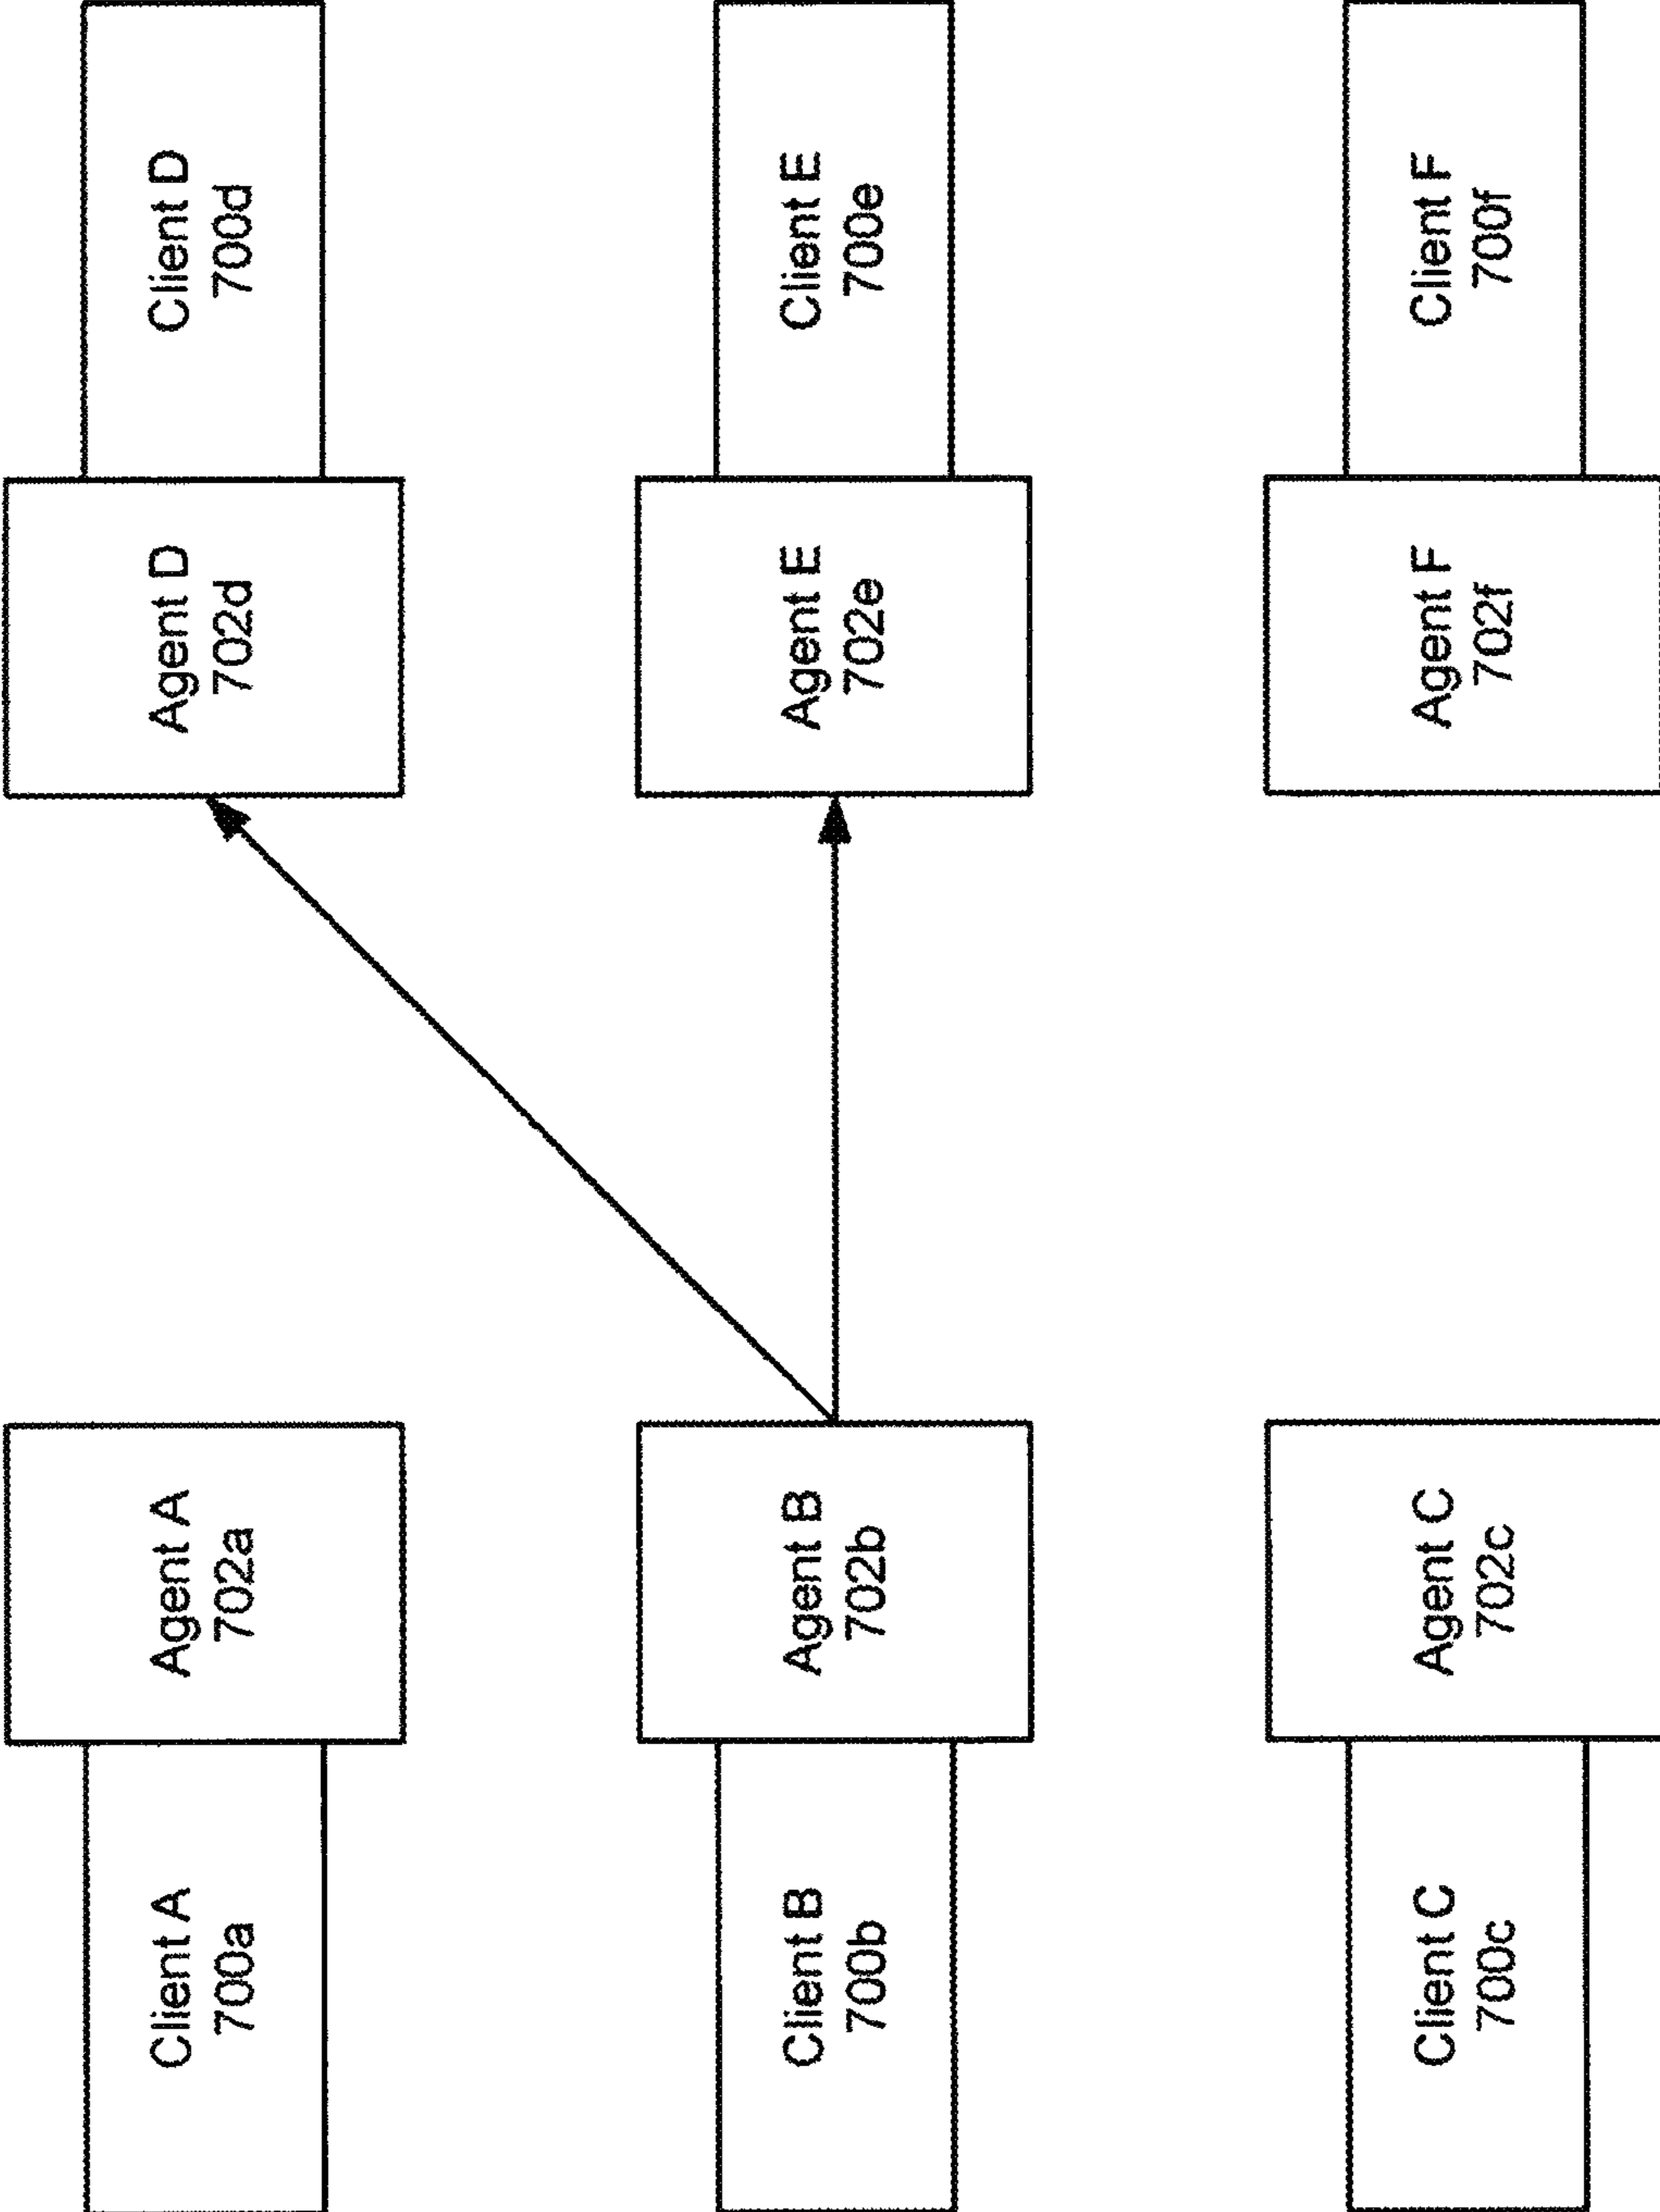 Client A
700a
Agent A
702a
Agent D
702d
Client D
700d
Client B
700b
Agent B
702b
Agent E
702e
Client E
700e
Client C
700c
Agent C
702c
Agent F
702f
Client F
700f